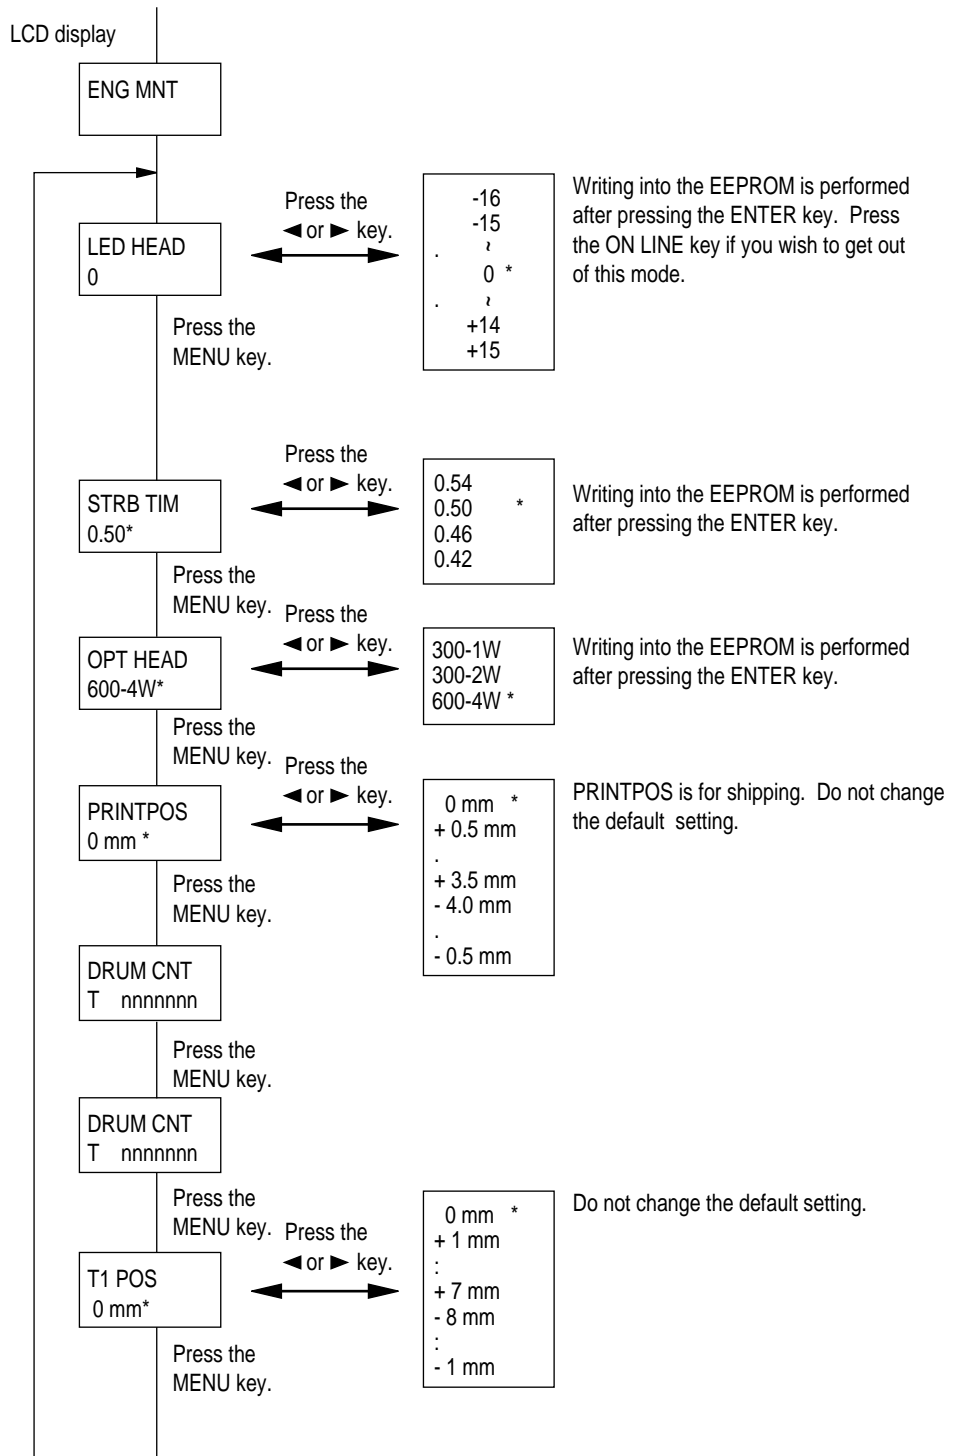 LCD display
ENG MNT
LED HEAD
0
Press the
◄ or ► key.
-16
-15
. ~
0 *
. ~
+14
+15
Writing into the EEPROM is performed
after pressing the ENTER key. Press
the ON LINE key if you wish to get out
of this mode.
Press the
MENU key.
STRB TIM
0.50*
Press the
◄ or ► key.
0.54
0.50 *
0.46
0.42
Writing into the EEPROM is performed
after pressing the ENTER key.
Press the
MENU key.
OPT HEAD
600-4W*
Press the
◄ or ► key.
300-1W
300-2W
600-4W *
Writing into the EEPROM is performed
after pressing the ENTER key.
Press the
MENU key.
PRINTPOS
0 mm *
Press the
◄ or ► key.
0 mm *
+ 0.5 mm
.
+ 3.5 mm
- 4.0 mm
.
- 0.5 mm
PRINTPOS is for shipping. Do not change
the default setting.
Press the
MENU key.
DRUM CNT
T nnnnnnn
Press the
MENU key.
DRUM CNT
T nnnnnnn
Press the
MENU key.
T1 POS
0 mm*
Press the
◄ or ► key.
0 mm *
+ 1 mm
:
+ 7 mm
- 8 mm
:
- 1 mm
Do not change the default setting.
Press the
MENU key.